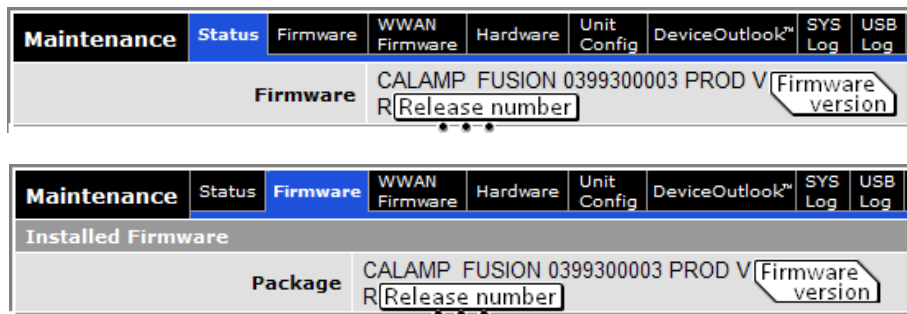 Maintenance Status Firmware WWAN Firmware Hardware Unit Config DeviceOutlook™ SYS Log USB Log
Firmware CALAMP FUSION 0399300003 PROD V Firmware version
R Release number
Maintenance Status Firmware WWAN Firmware Hardware Unit Config DeviceOutlook™ SYS Log USB Log
Installed Firmware
Package CALAMP FUSION 0399300003 PROD V Firmware version
R Release number